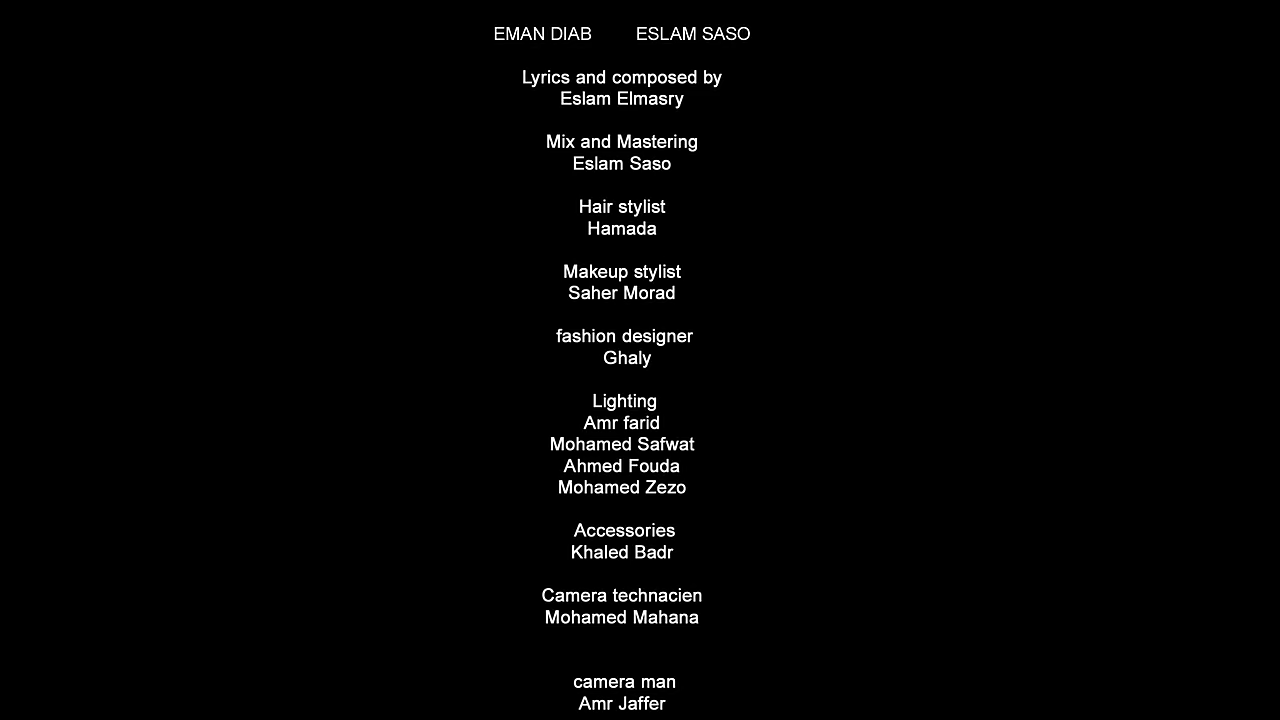 EMAN DIAB ESLAM SASO
Lyrics and composed by
Eslam Elmasry
Mix and Mastering
Eslam Saso
Hair stylist
Hamada
Makeup stylist
Saher Morad
fashion designer
Ghaly
Lighting
Amr farid
Mohamed Safwat
Ahmed Fouda
Mohamed Zezo
Accessories
Khaled Badr
Camera technacien
Mohamed Mahana
camera man
Amr Jaffer